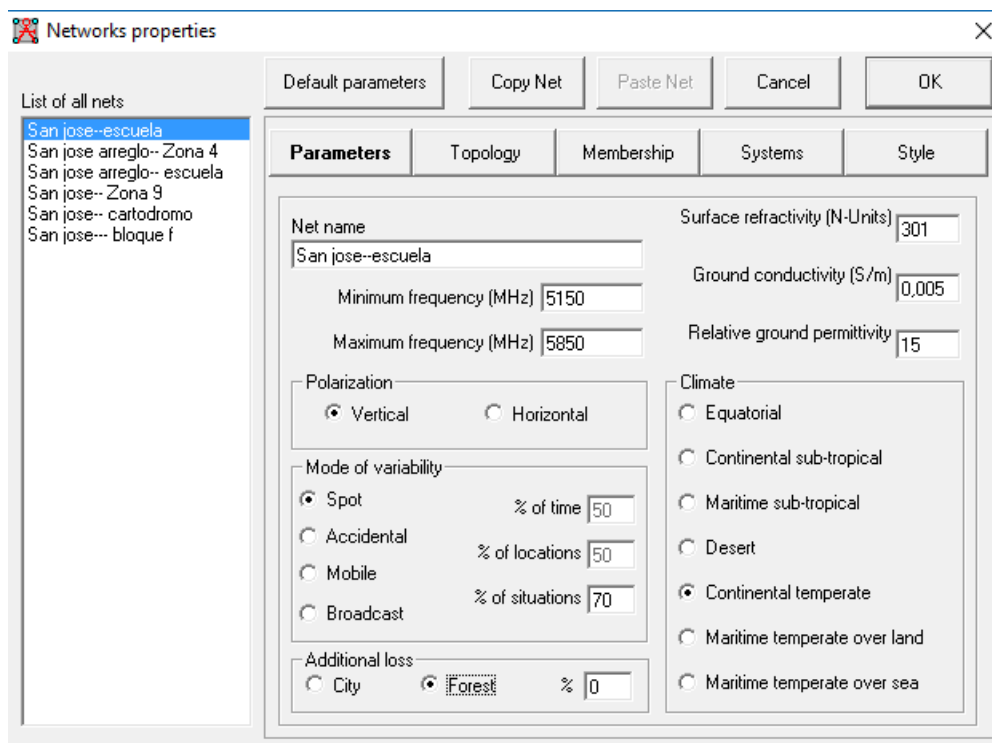 Networks properties
Default parameters
Copy Net
Paste Net
Cancel
OK
List of all nets
San jose--escuela
San jose arreglo-- Zona 4
San jose arreglo-- escuela
San jose-- Zona 9
San jose-- cartodromo
San jose--- bloque f
Parameters
Topology
Membership
Systems
Style
Net name
San jose--escuela
Minimum frequency (MHz) 5150
Maximum frequency (MHz) 5850
Surface refractivity (N-Units) 301
Ground conductivity (S/m) 0,005
Relative ground permittivity 15
Polarization
Vertical
Horizontal
Mode of variability
Spot
Accidental
Mobile
Broadcast
% of time 50
% of locations 50
% of situations 70
Additional loss
City
Forest
% 0
Climate
Equatorial
Continental sub-tropical
Maritime sub-tropical
Desert
Continental temperate
Maritime temperate over land
Maritime temperate over sea